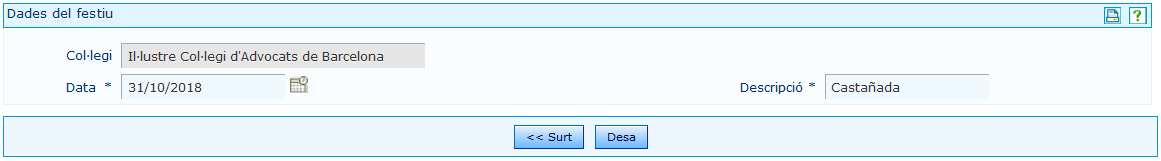 Dades del festiu
Col·legi Il·lustre Col·legi d'Advocats de Barcelona
Data * 31/10/2018 Descripció * Castañada
<< Surt Desa